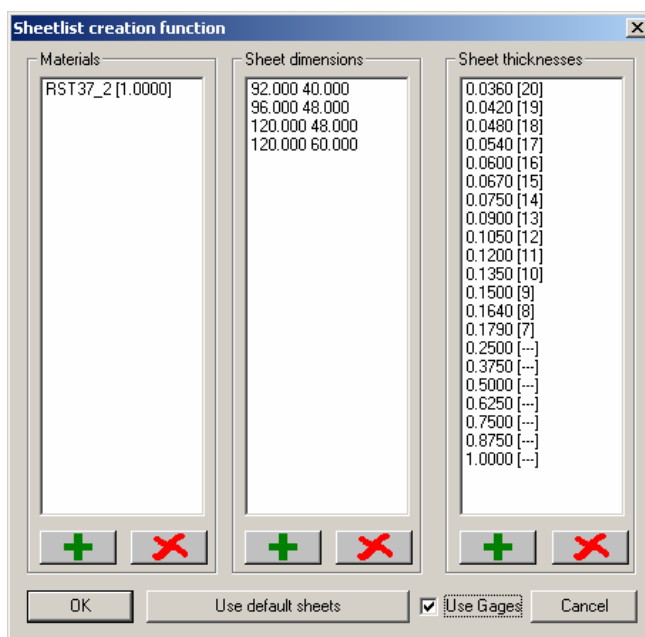 Sheetlist creation function
Materials
RST37_2 [1.0000]
Sheet dimensions
92.000 40.000
96.000 48.000
120.000 48.000
120.000 60.000
Sheet thicknesses
0.0360 [20]
0.0420 [19]
0.0480 [18]
0.0540 [17]
0.0600 [16]
0.0670 [15]
0.0750 [14]
0.0900 [13]
0.1050 [12]
0.1200 [11]
0.1350 [10]
0.1500 [9]
0.1640 [8]
0.1790 [7]
0.2500 [---]
0.3750 [---]
0.5000 [---]
0.6250 [---]
0.7500 [---]
0.8750 [---]
1.0000 [---]
OK
Use default sheets
Use Gages
Cancel